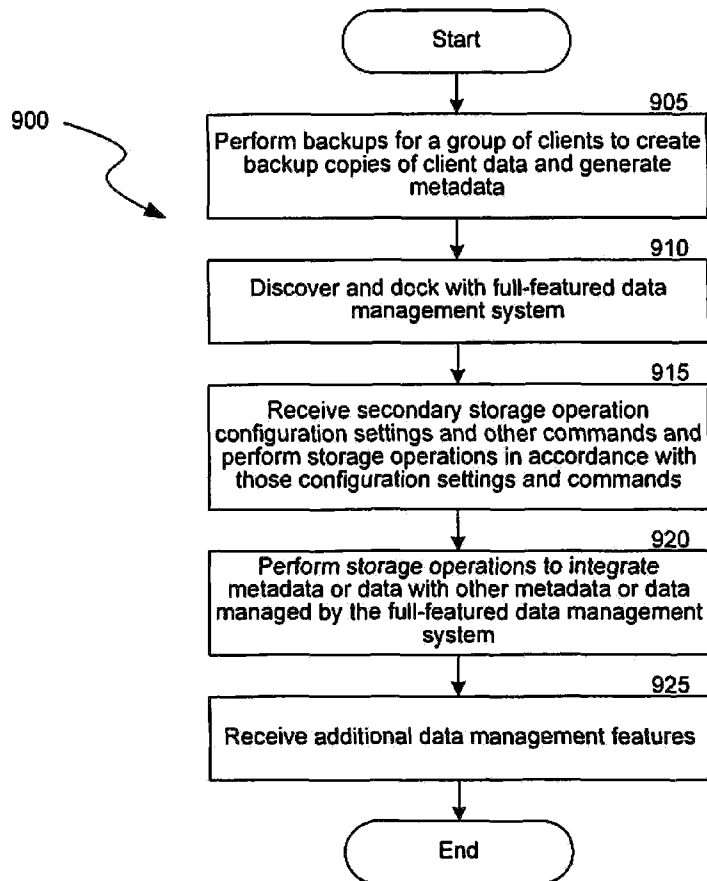 Start
900
905
Perform backups for a group of clients to create
backup copies of client data and generate
metadata
910
Discover and dock with full-featured data
management system
915
Receive secondary storage operation
configuration settings and other commands and
perform storage operations in accordance with
those configuration settings and commands
920
Perform storage operations to integrate
metadata or data with other metadata or data
managed by the full-featured data management
system
925
Receive additional data management features
End